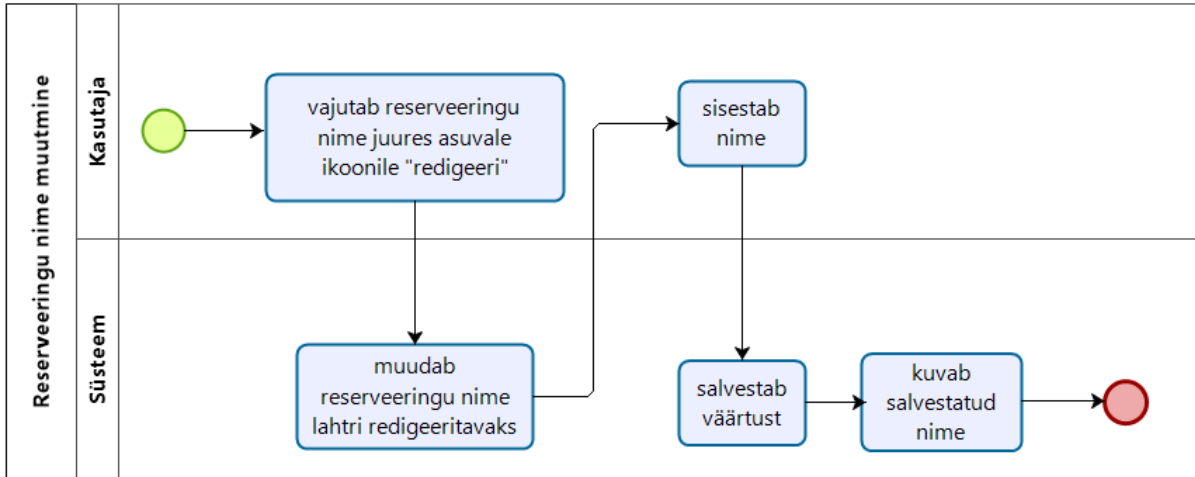 Reserveeringu nime muutmine
Kasutaja
vajutab reserveeringu
nime juures asuvale
ikoonile "redigeeri"
sisestab
nime
Süsteem
muudab
reserveeringu nime
lahtri redigeeritavaks
salvestab
väärtust
kuvab
salvestatud
nime